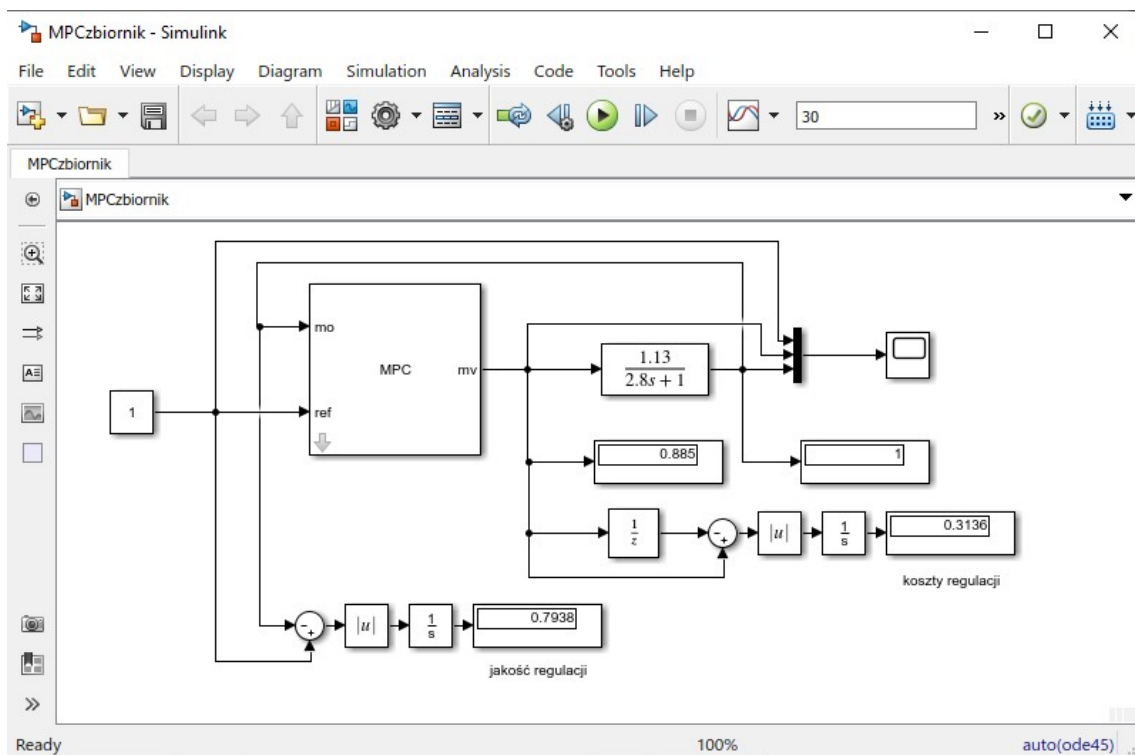 MPCzbiornik - Simulink
File Edit View Display Diagram Simulation Analysis Code Tools Help
30
MPCzbiornik
MPCzbiornik
mo
MPC
mv
ref
1
1.13
2.8s + 1
0.885
1
1
z
-
+
|u|
1
s
0.3136
koszty regulacji
-
+
|u|
1
s
0.7938
jakość regulacji
Ready 100% auto(ode45)